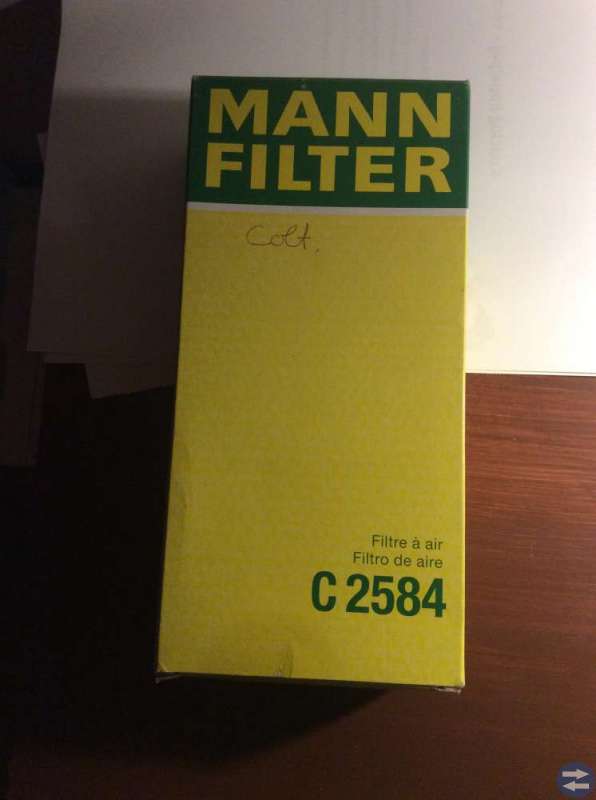 MANN
FILTER
Colt.
Filtre à air
Filtro de aire
C 2584